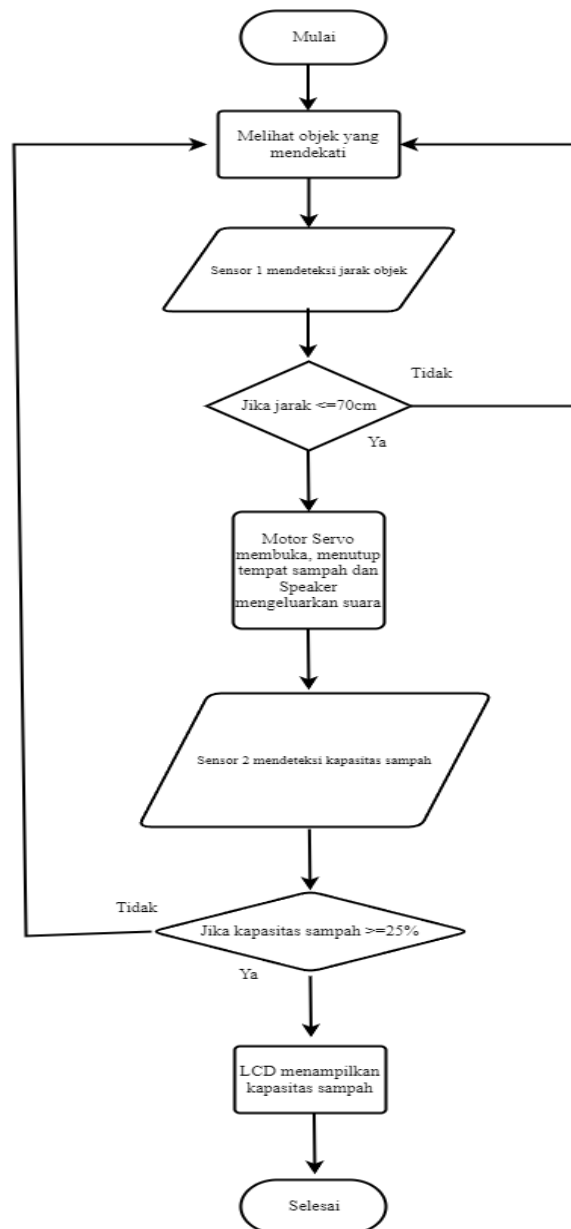 Mulai
Melihat objek yang
mendekati
Sensor 1 mendeteksi jarak objek
Tidak
Jika jarak <=70cm
Ya
Motor Servo
membuka, menutup
tempat sampah dan
Speaker
mengeluarkan suara
Sensor 2 mendeteksi kapasitas sampah
Tidak
Jika kapasitas sampah >=25%
Ya
LCD menampilkan
kapasitas sampah
Selesai